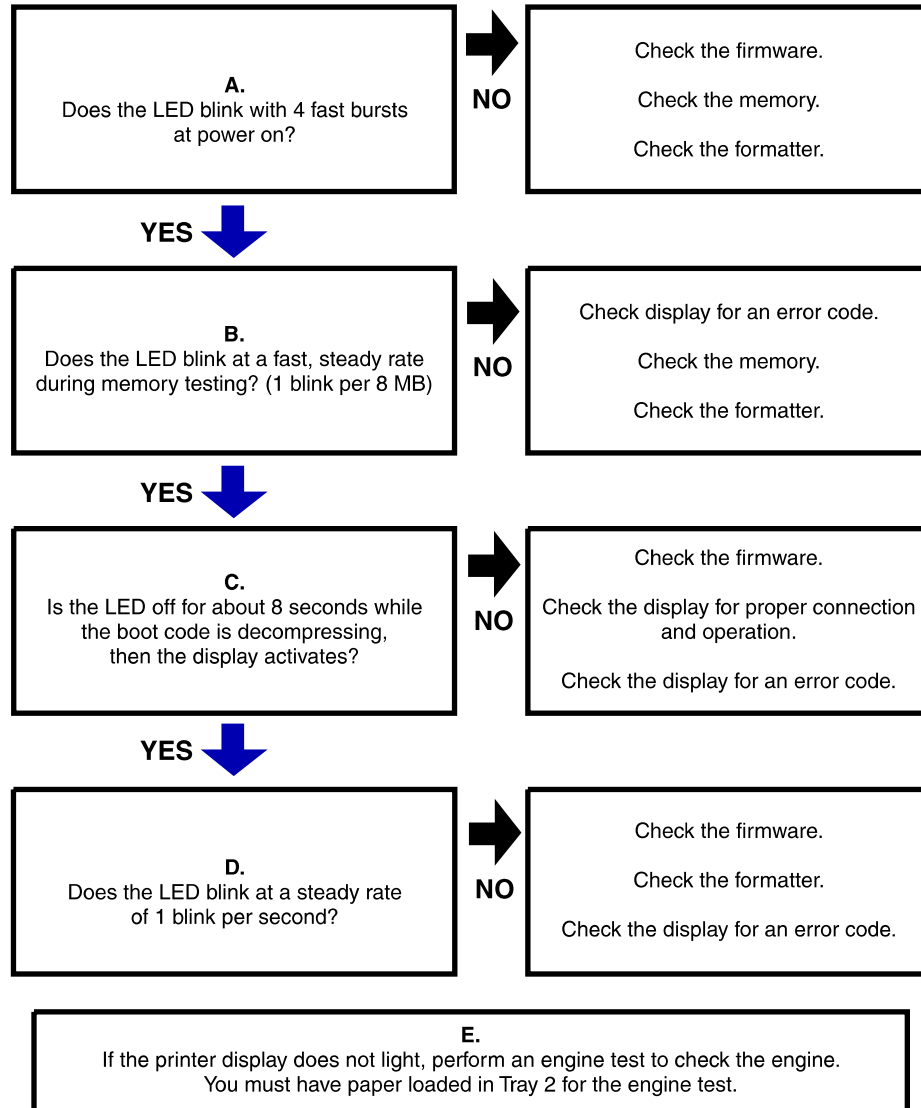 A.
Does the LED blink with 4 fast bursts
at power on?
NO
Check the firmware.
Check the memory.
Check the formatter.
YES
B.
Does the LED blink at a fast, steady rate
during memory testing? (1 blink per 8 MB)
NO
Check display for an error code.
Check the memory.
Check the formatter.
YES
C.
Is the LED off for about 8 seconds while
the boot code is decompressing,
then the display activates?
NO
Check the firmware.
Check the display for proper connection
and operation.
Check the display for an error code.
YES
D.
Does the LED blink at a steady rate
of 1 blink per second?
NO
Check the firmware.
Check the formatter.
Check the display for an error code.
E.
If the printer display does not light, perform an engine test to check the engine.
You must have paper loaded in Tray 2 for the engine test.